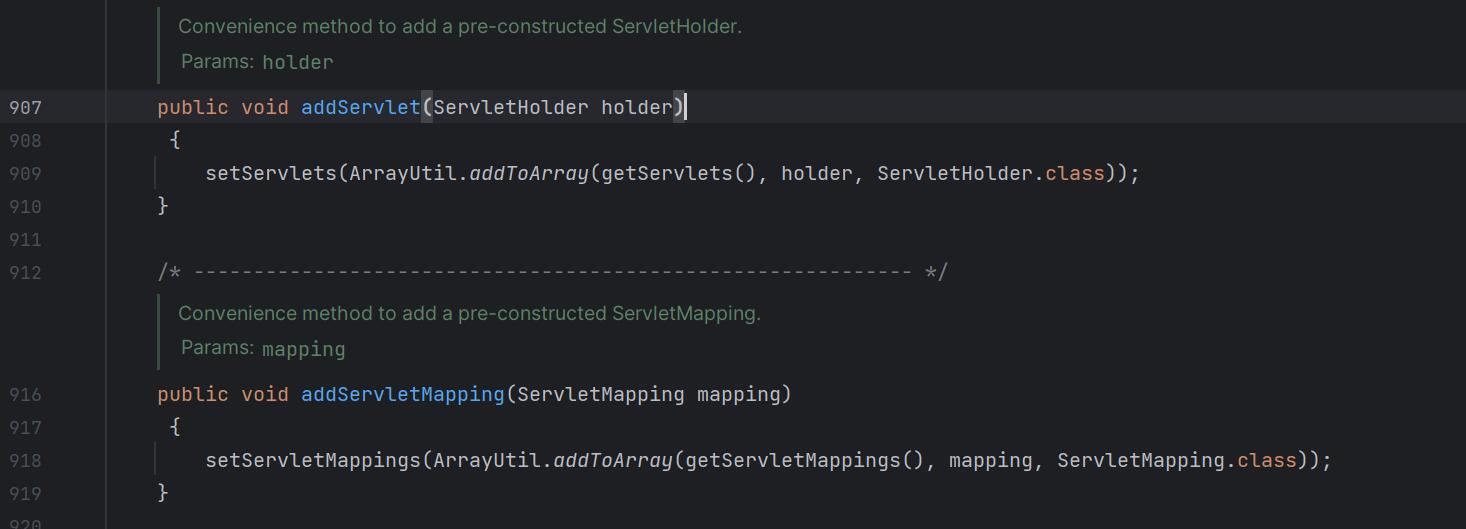 Convenience method to add a pre-constructed ServletHolder.
Params: holder
907 public void addServlet(ServletHolder holder)
908 {
909 setServlets(ArrayUtil.addToArray(getServlets(), holder, ServletHolder.class));
910 }
911
912 /* ------------------------------------------------------------ */
Convenience method to add a pre-constructed ServletMapping.
Params: mapping
916 public void addServletMapping(ServletMapping mapping)
917 {
918 setServletMappings(ArrayUtil.addToArray(getServletMappings(), mapping, ServletMapping.class));
919 }
920